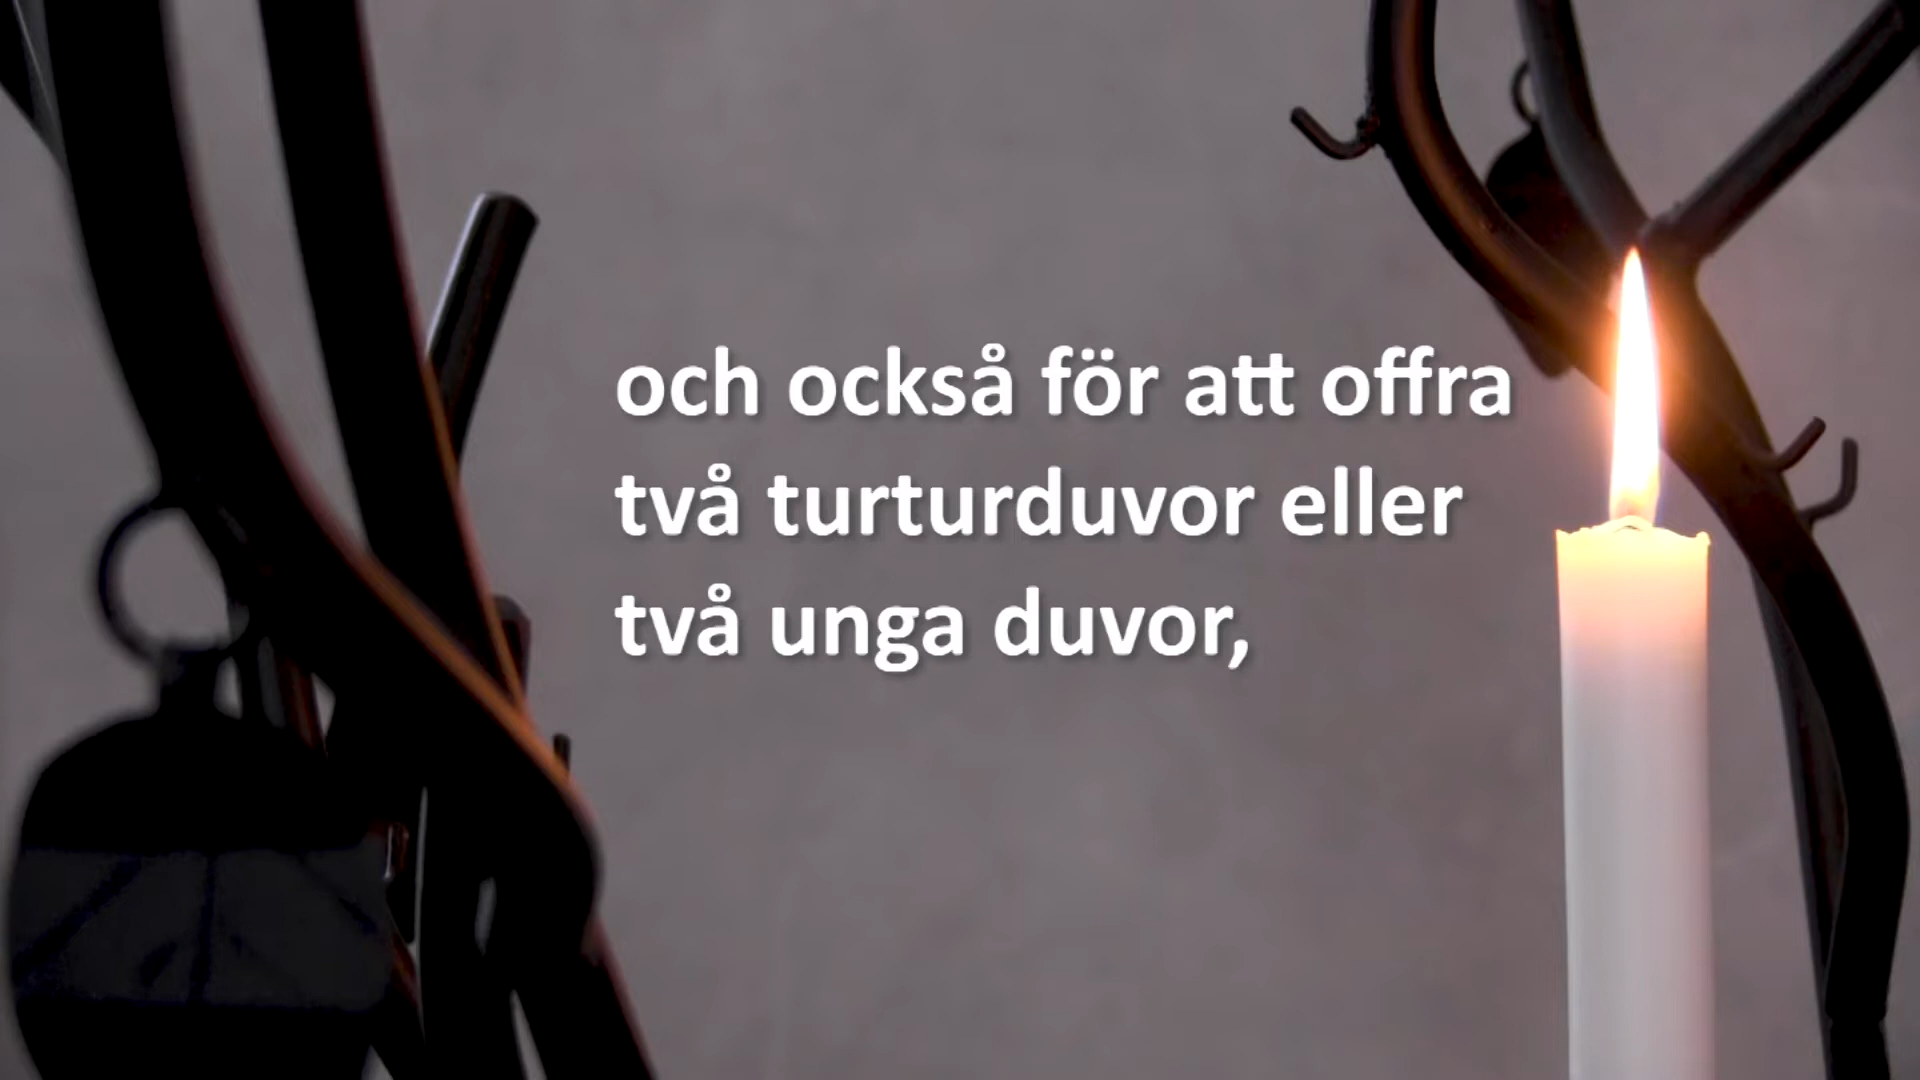 och också för att offra
två turturduvor eller
två unga duvor,